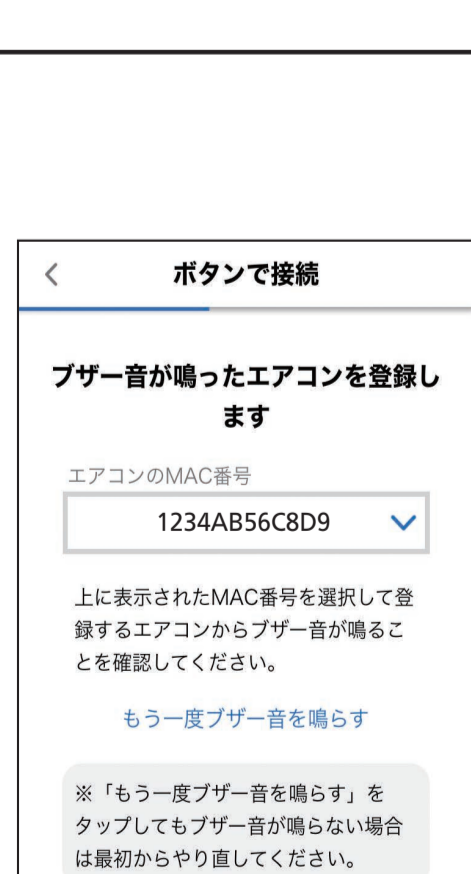 ボタンで接続
ブザー音が鳴ったエアコンを登録し
ます
エアコンのMAC番号
1234AB56C8D9
上に表示されたMAC番号を選択して登
録するエアコンからブザー音が鳴るこ
とを確認してください。
もう一度ブザー音を鳴らす
※「もう一度ブザー音を鳴らす」を
タップしてもブザー音が鳴らない場合
は最初からやり直してください。